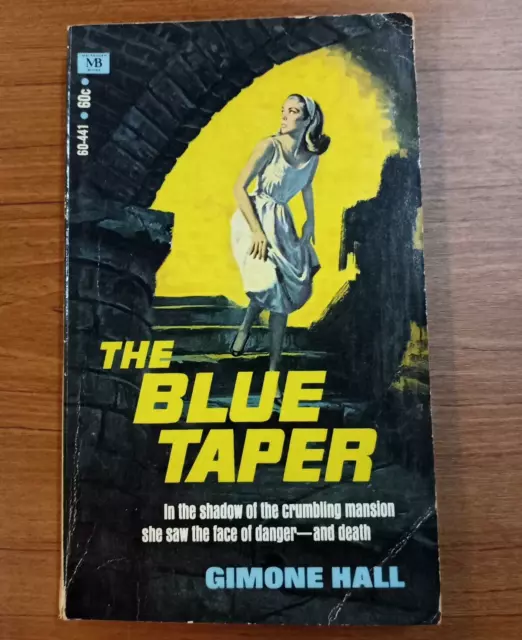 MB
60-441 • 60c •
THE
BLUE
TAPER
In the shadow of the crumbling mansion
she saw the face of danger—and death
GIMONE HALL